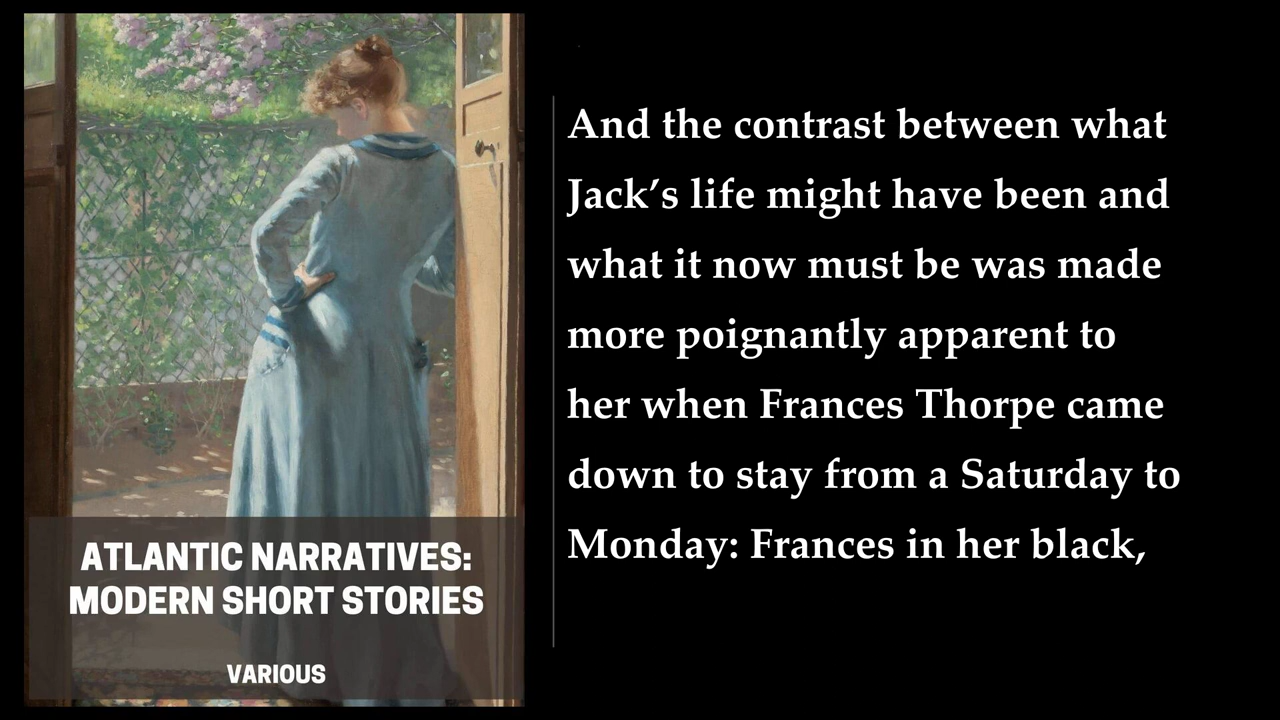 ATLANTIC NARRATIVES:
MODERN SHORT STORIES
VARIOUS
And the contrast between what
Jack’s life might have been and
what it now must be was made
more poignantly apparent to
her when Frances Thorpe came
down to stay from a Saturday to
Monday: Frances in her black,